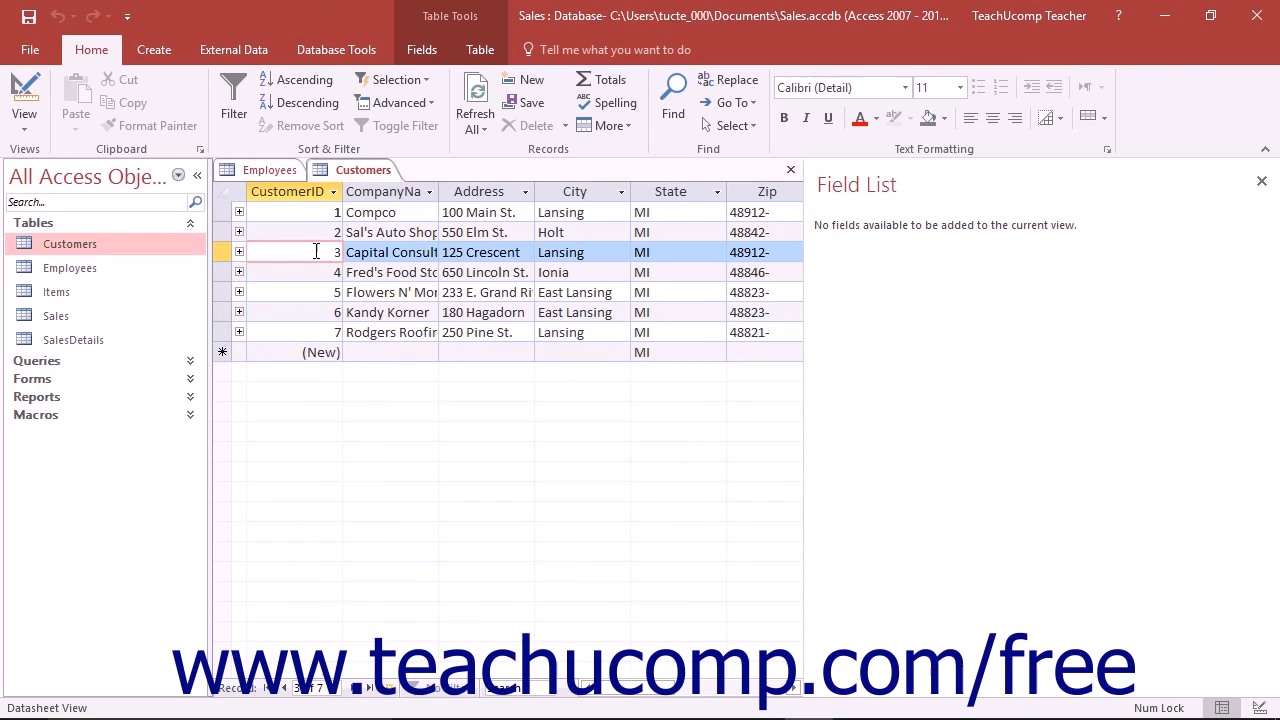 Table Tools
Sales : Database- C:\Users\tucte_000\Documents\Sales.accdb (Access 2007 - 201...
TeachUcomp Teacher
?
File Home Create External Data Database Tools Fields Table Tell me what you want to do
View
Views
Paste
Cut
Copy
Format Painter
Clipboard
Filter
Ascending
Descending
Remove Sort
Selection
Advanced
Toggle Filter
Sort & Filter
Refresh
All
New
Save
Delete
Totals
Spelling
More
Records
Find
Replace
Go To
Select
Find
Calibri (Detail)
11
B I U A
Text Formatting
All Access Obje...
Search...
Tables
Customers
Employees
Items
Sales
SalesDetails
Queries
Forms
Reports
Macros
Employees Customers
CustomerID CompanyNa Address City State Zip
1 Compco 100 Main St. Lansing MI 48912-
2 Sal's Auto Shop 550 Elm St. Holt MI 48842-
3 Capital Consult 125 Crescent Lansing MI 48912-
4 Fred's Food Sto 650 Lincoln St. Ionia MI 48846-
5 Flowers N' Mor 233 E. Grand Ri East Lansing MI 48823-
6 Kandy Korner 180 Hagadorn East Lansing MI 48823-
7 Rodgers Roofin 250 Pine St. Lansing MI 48821-
(New) MI
Field List
No fields available to be added to the current view.
www.teachucomp.com/free
Record: 3 of 7 Search
Datasheet View
Num Lock